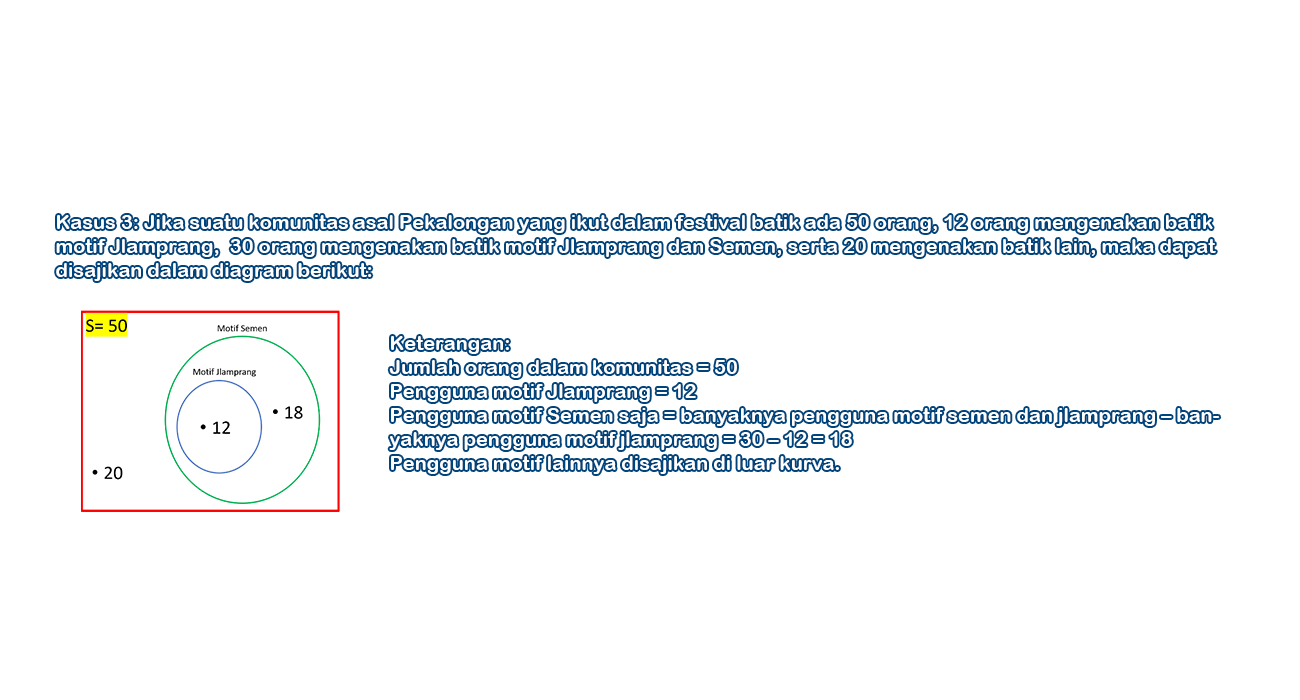 Kasus 3: Jika suatu komunitas asal Pekalongan yang ikut dalam festival batik ada 50 orang, 12 orang mengenakan batik
motif Jlamprang,  30 orang mengenakan batik motif Jlamprang dan Semen, serta 20 mengenakan batik lain, maka dapat
disajikan dalam diagram berikut:
S= 50
Motif Semen
Motif Jlamprang
• 12
• 18
• 20
Keterangan:
Jumlah orang dalam komunitas = 50
Pengguna motif Jlamprang = 12
Pengguna motif Semen saja = banyaknya pengguna motif semen dan jlamprang – ban-
yaknya pengguna motif jlamprang = 30 – 12 = 18
Pengguna motif lainnya disajikan di luar kurva.